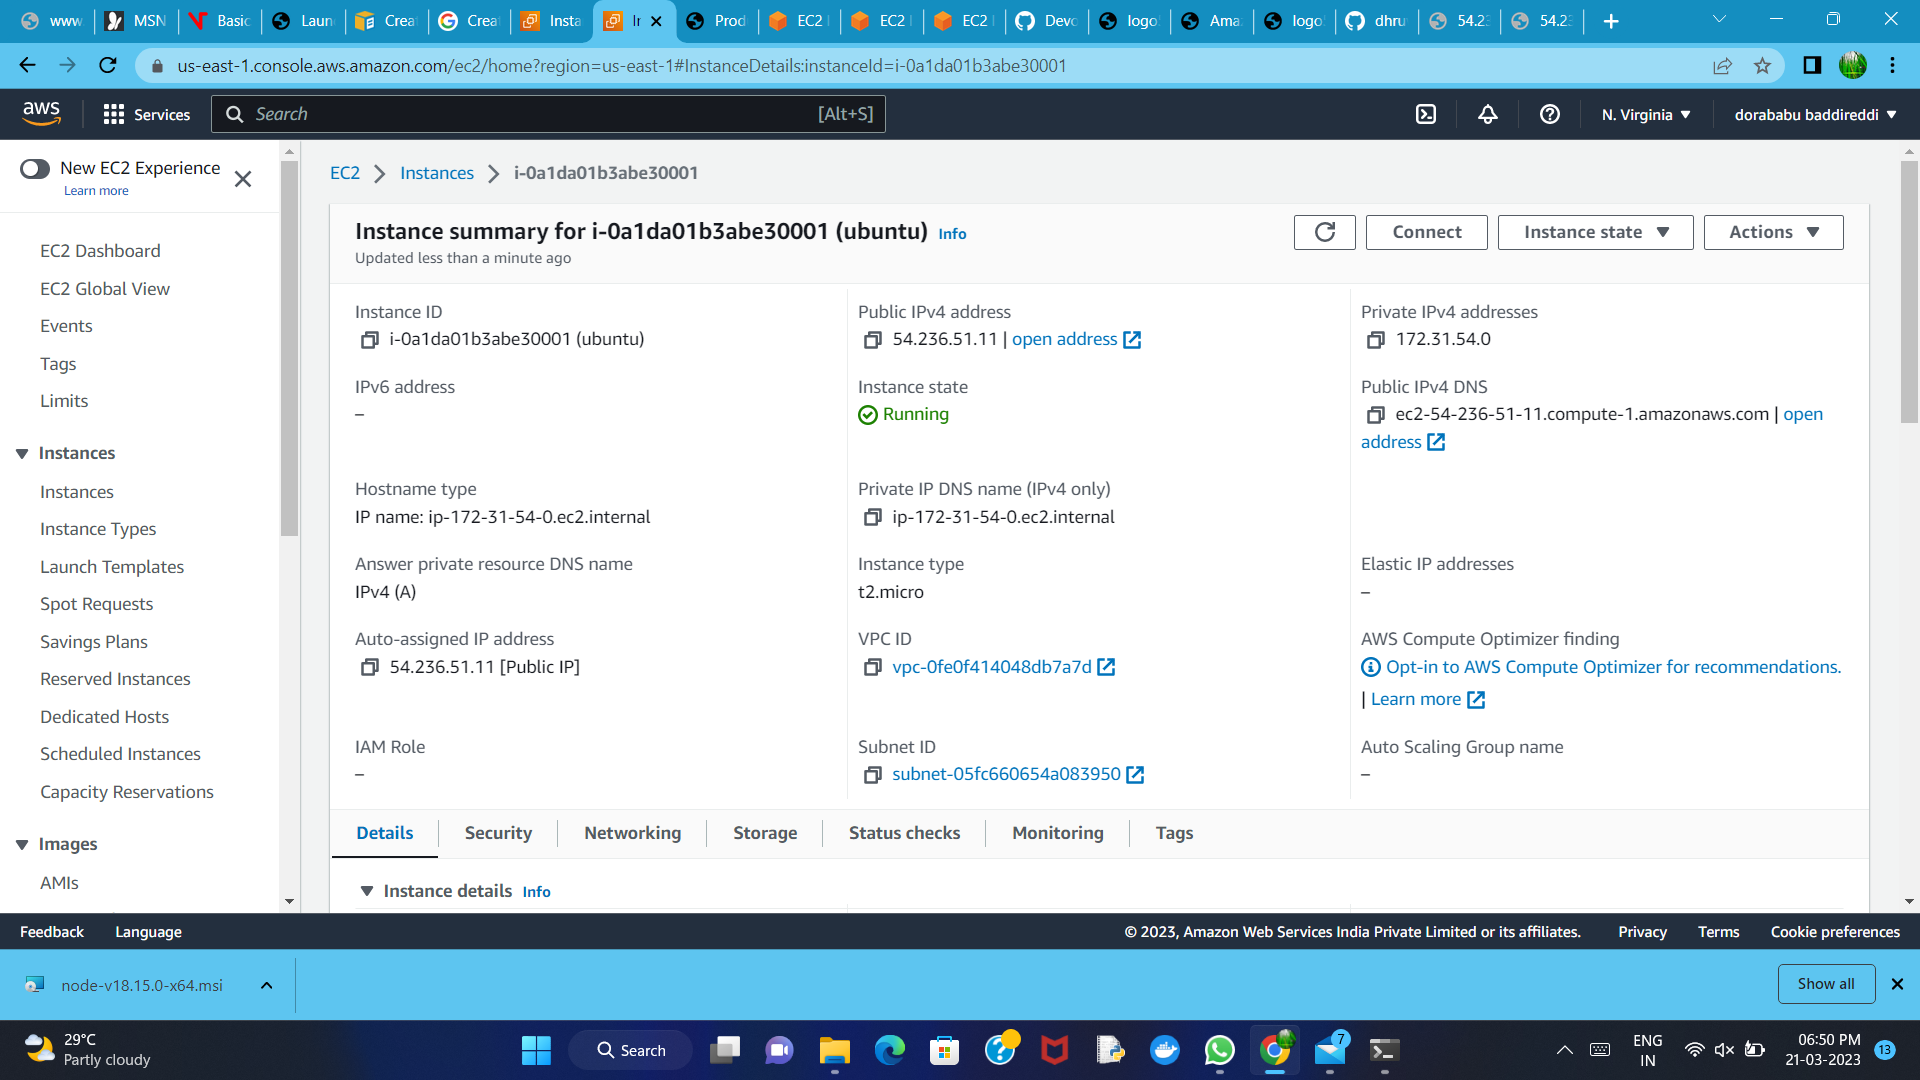 www
MSN
Basic
Laun
Crea
Crea
Insta
In
Prod
EC2
EC2
EC2
Devo
logo
Ama
logo
dhru
54.23
54.23
us-east-1.console.aws.amazon.com/ec2/home?region=us-east-1#InstanceDetails:instanceId=i-0a1da01b3abe30001
aws
Services
Search
[Alt+S]
N. Virginia
dorababu baddireddi
New EC2 Experience
Learn more
EC2 Dashboard
EC2 Global View
Events
Tags
Limits
Instances
Instances
Instance Types
Launch Templates
Spot Requests
Savings Plans
Reserved Instances
Dedicated Hosts
Scheduled Instances
Capacity Reservations
Images
AMIs
EC2
Instances
i-0a1da01b3abe30001
Instance summary for i-0a1da01b3abe30001 (ubuntu) Info
Updated less than a minute ago
Connect
Instance state
Actions
Instance ID
i-0a1da01b3abe30001 (ubuntu)
Public IPv4 address
54.236.51.11 | open address
Private IPv4 addresses
172.31.54.0
IPv6 address
–
Instance state
Running
Public IPv4 DNS
ec2-54-236-51-11.compute-1.amazonaws.com | open
address
Hostname type
IP name: ip-172-31-54-0.ec2.internal
Private IP DNS name (IPv4 only)
ip-172-31-54-0.ec2.internal
Answer private resource DNS name
IPv4 (A)
Instance type
t2.micro
Elastic IP addresses
–
Auto-assigned IP address
54.236.51.11 [Public IP]
VPC ID
vpc-0fe0f414048db7a7d
AWS Compute Optimizer finding
Opt-in to AWS Compute Optimizer for recommendations.
| Learn more
IAM Role
–
Subnet ID
subnet-05fc660654a083950
Auto Scaling Group name
–
Details
Security
Networking
Storage
Status checks
Monitoring
Tags
Instance details Info
Feedback
Language
© 2023, Amazon Web Services India Private Limited or its affiliates.
Privacy
Terms
Cookie preferences
node-v18.15.0-x64.msi
Show all
29°C
Partly cloudy
Search
7
ENG
IN
06:50 PM
21-03-2023
13